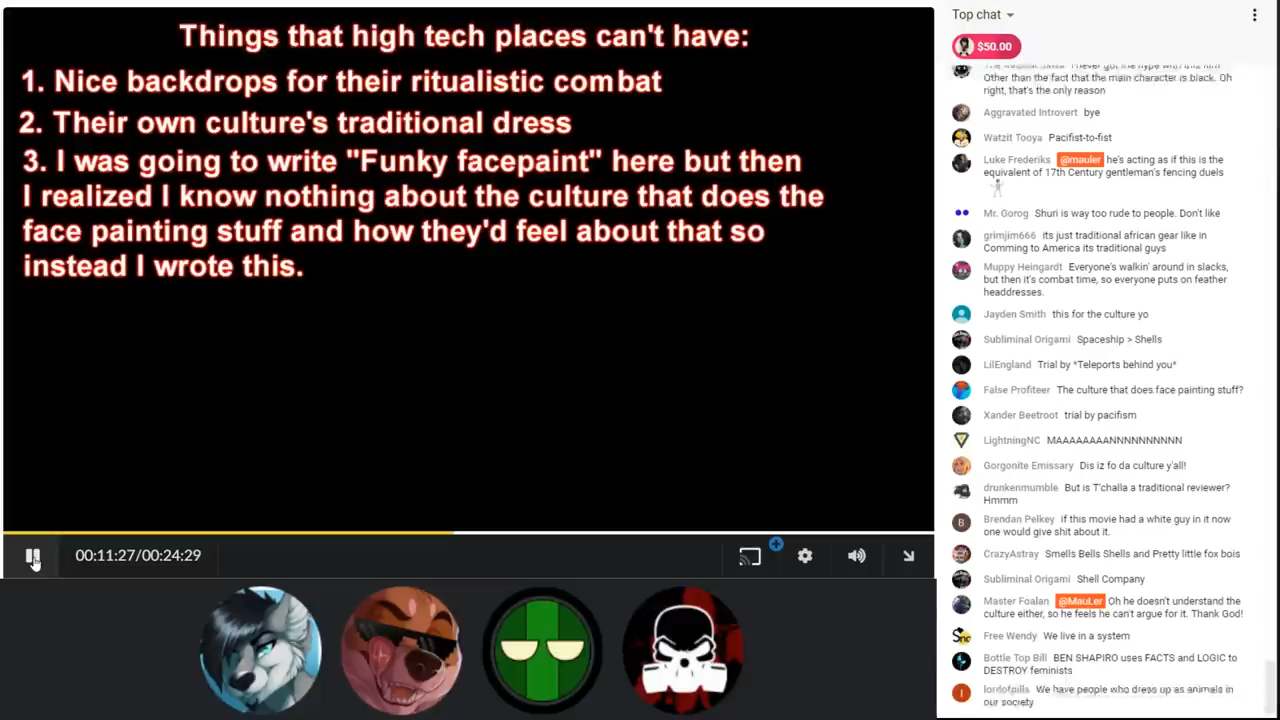 Things that high tech places can't have:
1. Nice backdrops for their ritualistic combat
2. Their own culture's traditional dress
3. I was going to write "Funky facepaint" here but then
I realized I know nothing about the culture that does the
face painting stuff and how they'd feel about that so
instead I wrote this.
00:11:27/00:24:29
Top chat
$50.00
Other than the fact that the main character is black. Oh
right, that's the only reason
Aggravated Introvert bye
Watzit Tooya Pacifist-to-fist
Luke Frederiks @mauler he's acting as if this is the
equivalent of 17th Century gentleman's fencing duels
Mr. Gorog Shuri is way too rude to people. Don't like
grimjim666 its just traditional african gear like in
Comming to America its traditional guys
Muppy Heingardt Everyone's walkin' around in slacks,
but then it's combat time, so everyone puts on feather
headdresses.
Jayden Smith this for the culture yo
Subliminal Origami Spaceship > Shells
LilEngland Trial by *Teleports behind you*
False Profiteer The culture that does face painting stuff?
Xander Beetroot trial by pacifism
LightningNC MAAAAAAAANNNNNNNNNN
Gorgonite Emissary Dis iz fo da culture y'all!
drunkenmumble But is T'challa a traditional reviewer?
Hmmm
Brendan Pelkey if this movie had a white guy in it now
one would give shit about it.
CrazyAstray Smells Bells Shells and Pretty little fox bois
Subliminal Origami Shell Company
Master Foalan @MauLer Oh he doesn't understand the
culture either, so he feels he can't argue for it. Thank God!
Free Wendy We live in a system
Bottle Top Bill BEN SHAPIRO uses FACTS and LOGIC to
DESTROY feminists
We have people who dress up as animals in
our society